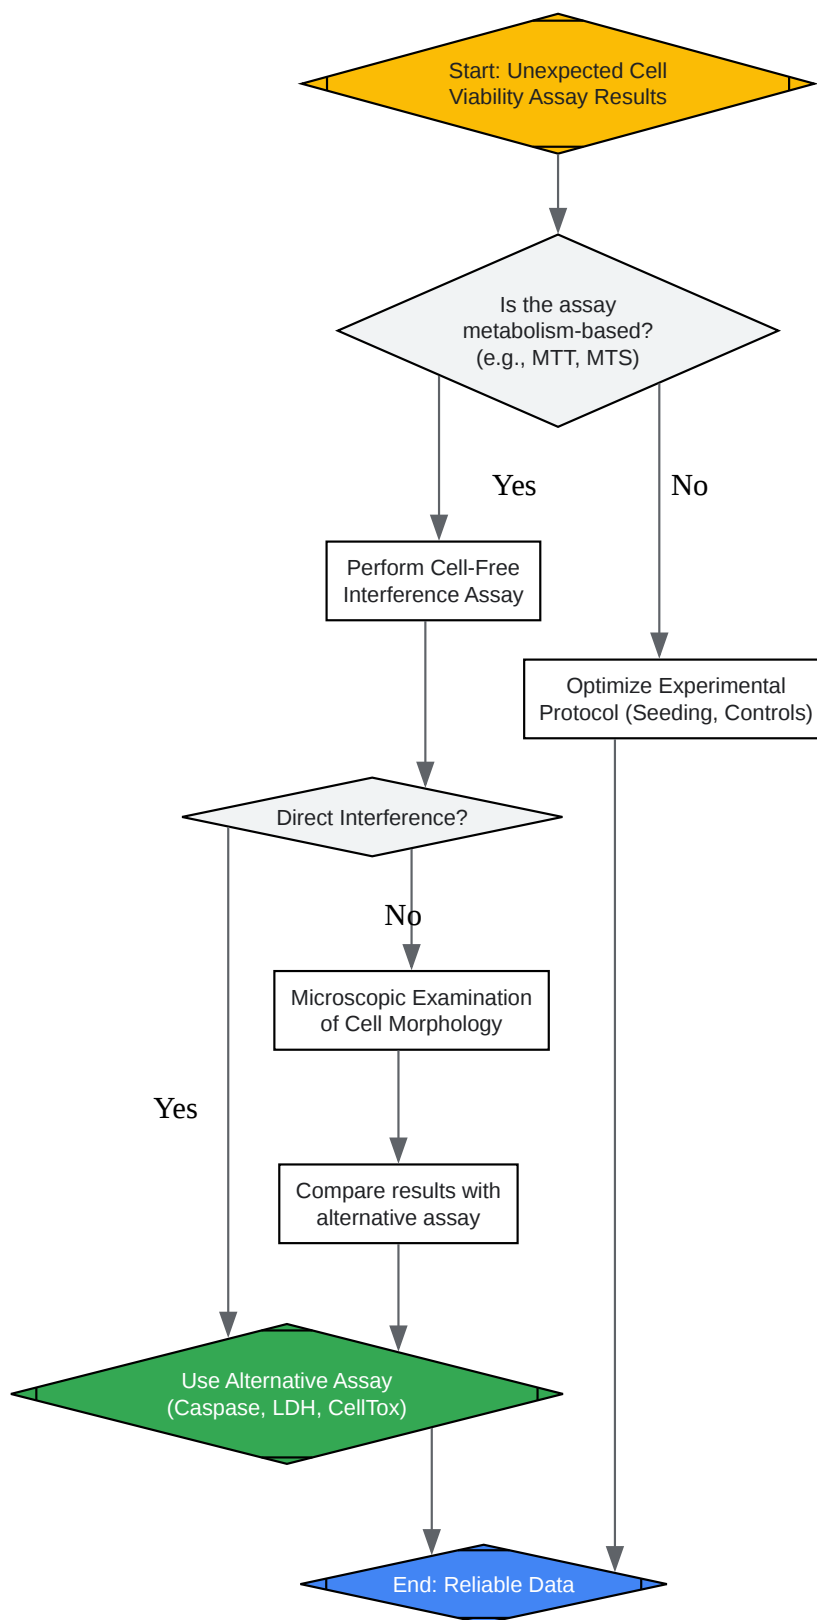 Start: Unexpected Cell
Viability Assay Results
Is the assay
metabolism-based?
(e.g., MTT, MTS)
Yes
No
Perform Cell-Free
Interference Assay
Optimize Experimental
Protocol (Seeding, Controls)
Direct Interference?
No
Microscopic Examination
of Cell Morphology
Yes
Compare results with
alternative assay
Use Alternative Assay
(Caspase, LDH, CellTox)
End: Reliable Data